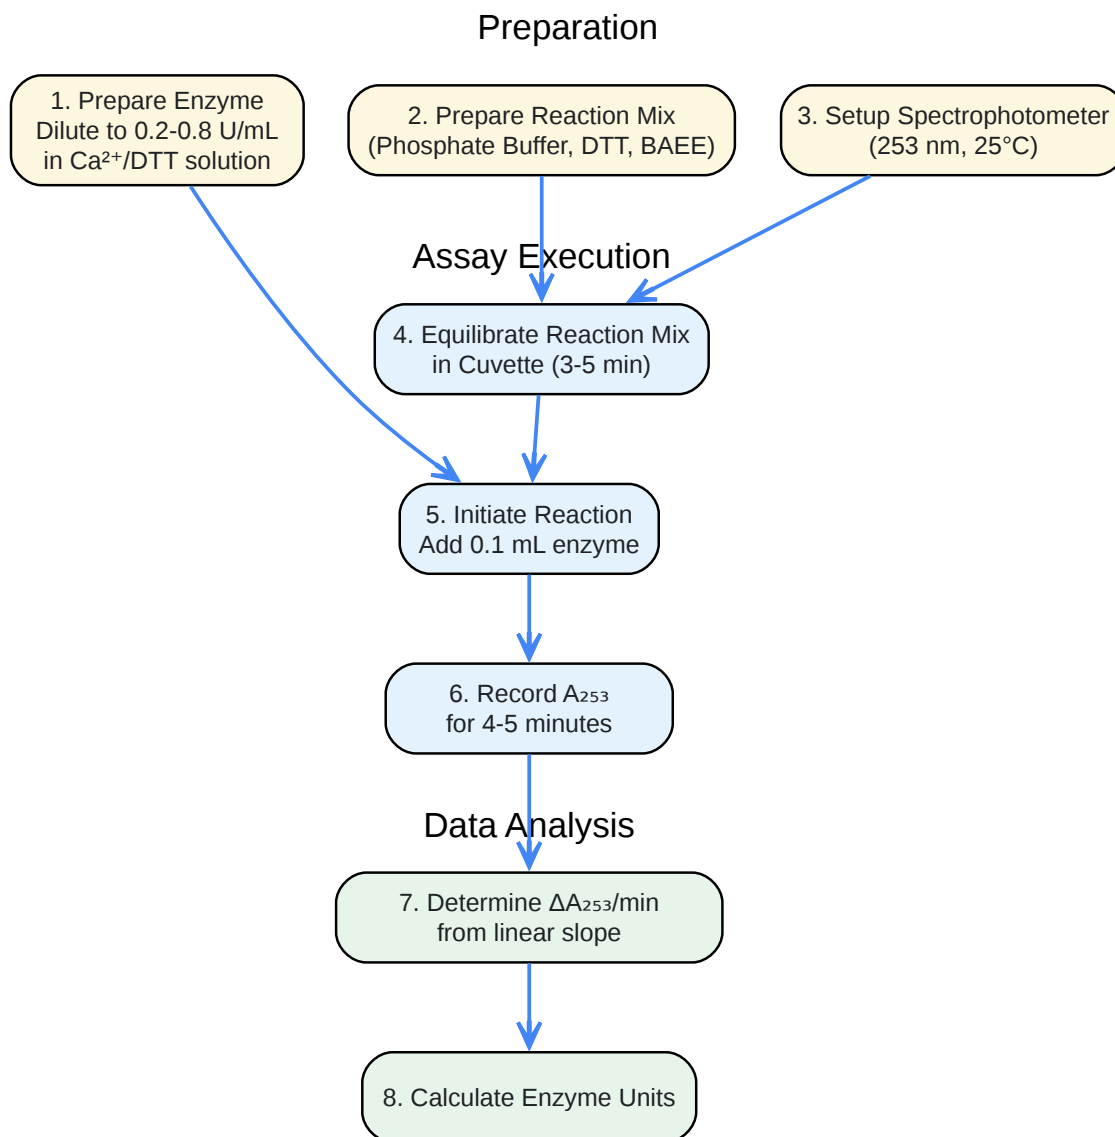 Preparation
1. Prepare Enzyme
Dilute to 0.2-0.8 U/mL
in Ca²⁺/DTT solution
2. Prepare Reaction Mix
(Phosphate Buffer, DTT, BAEE)
3. Setup Spectrophotometer
(253 nm, 25°C)
Assay Execution
4. Equilibrate Reaction Mix
in Cuvette (3-5 min)
5. Initiate Reaction
Add 0.1 mL enzyme
6. Record A₂₅₃
for 4-5 minutes
Data Analysis
7. Determine ΔA₂₅₃/min
from linear slope
8. Calculate Enzyme Units